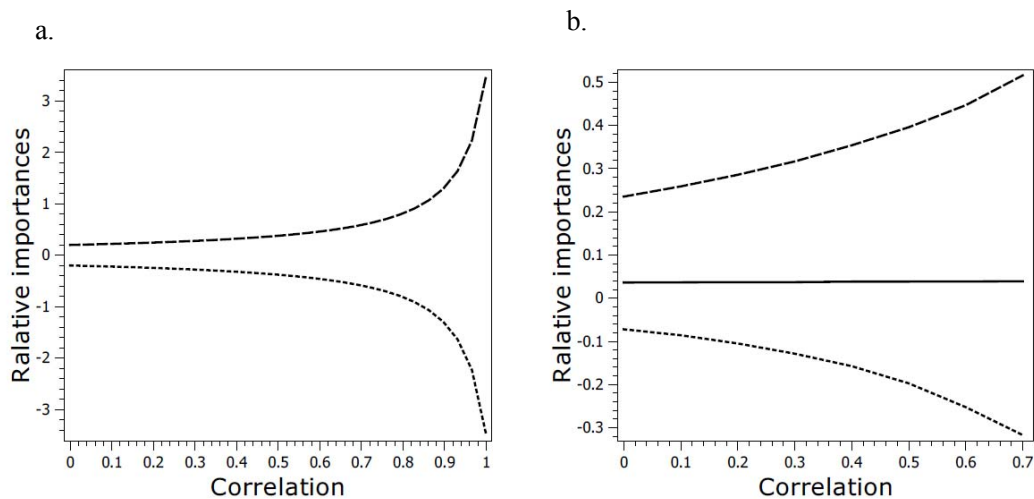 a.
b.
3
2
1
0
-1
-2
-3
Ralative importances
0 0.1 0.2 0.3 0.4 0.5 0.6 0.7 0.8 0.9 1
Correlation
0.5
0.4
0.3
0.2
0.1
0
-0.1
-0.2
-0.3
Ralative importances
0 0.1 0.2 0.3 0.4 0.5 0.6 0.7
Correlation